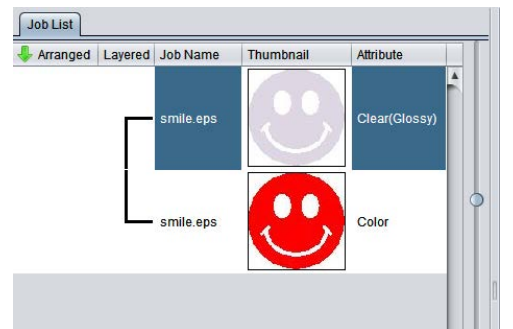 Job List
Arranged Layered Job Name Thumbnail Attribute
smile.eps Clear(Glossy)
smile.eps Color